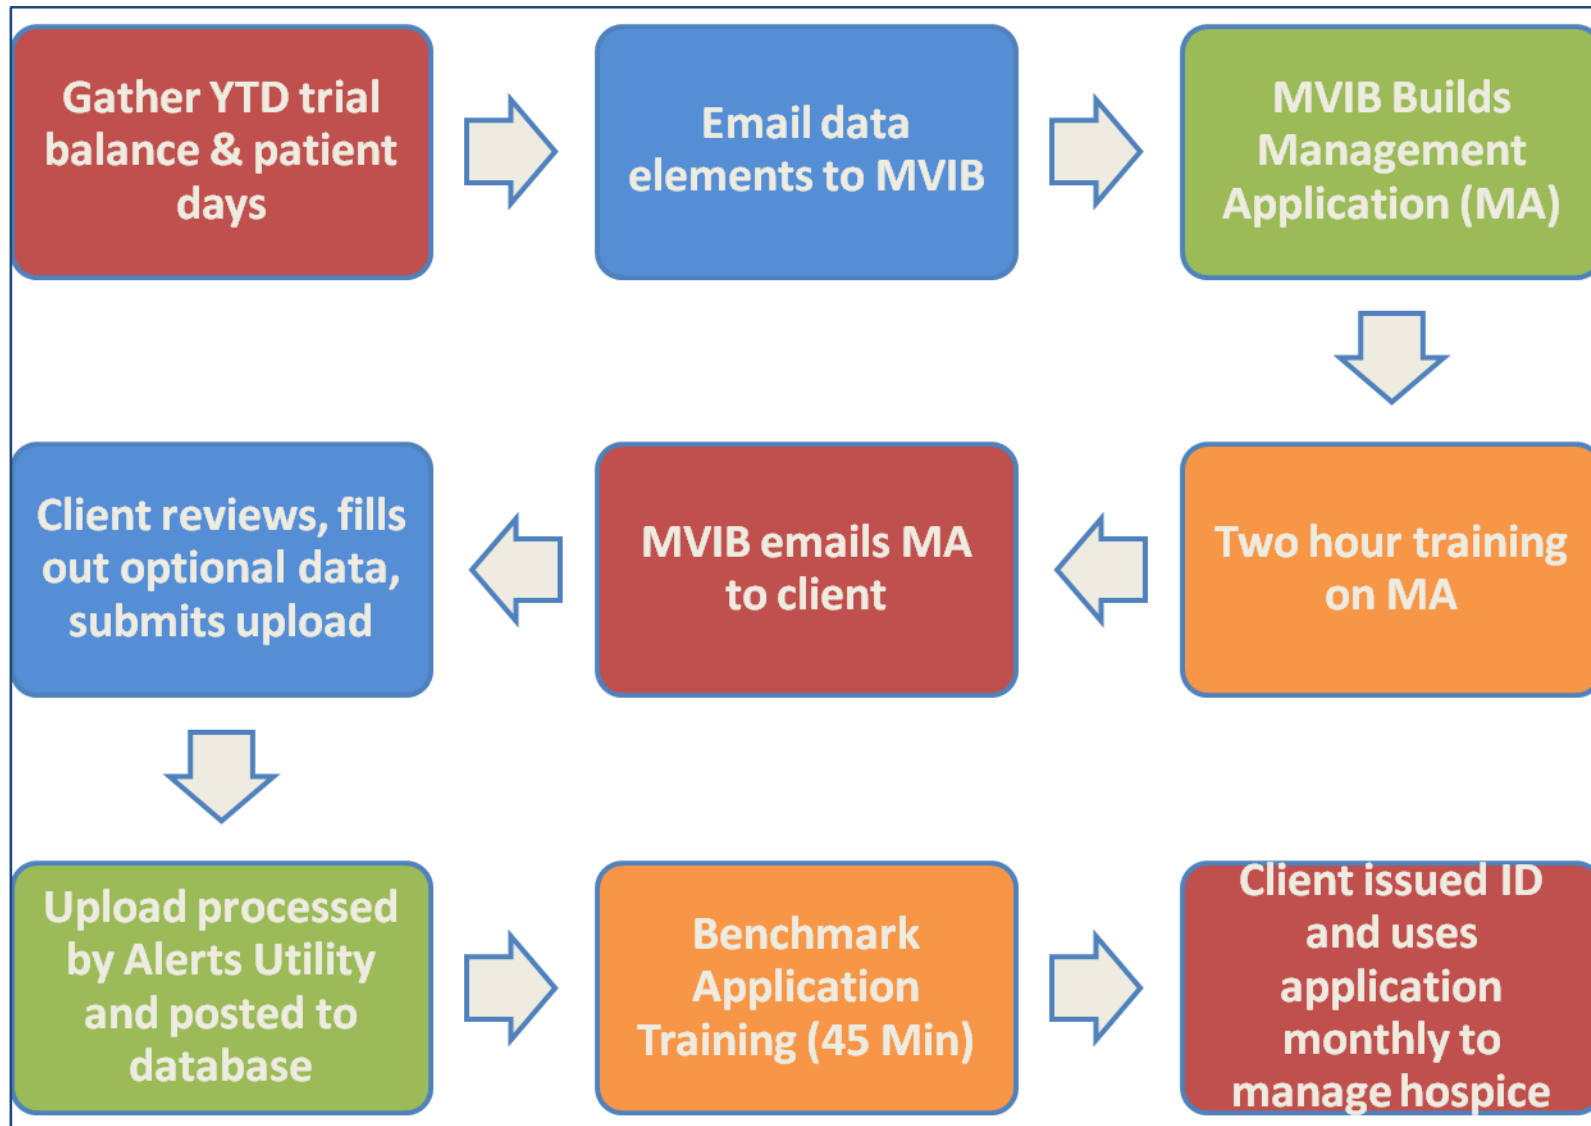 Gather YTD trial
balance & patient
days
Email data
elements to MVIB
MVIB Builds
Management
Application (MA)
Two hour training
on MA
MVIB emails MA
to client
Client reviews, fills
out optional data,
submits upload
Upload processed
by Alerts Utility
and posted to
database
Benchmark
Application
Training (45 Min)
Client issued ID
and uses
application
monthly to
manage hospice